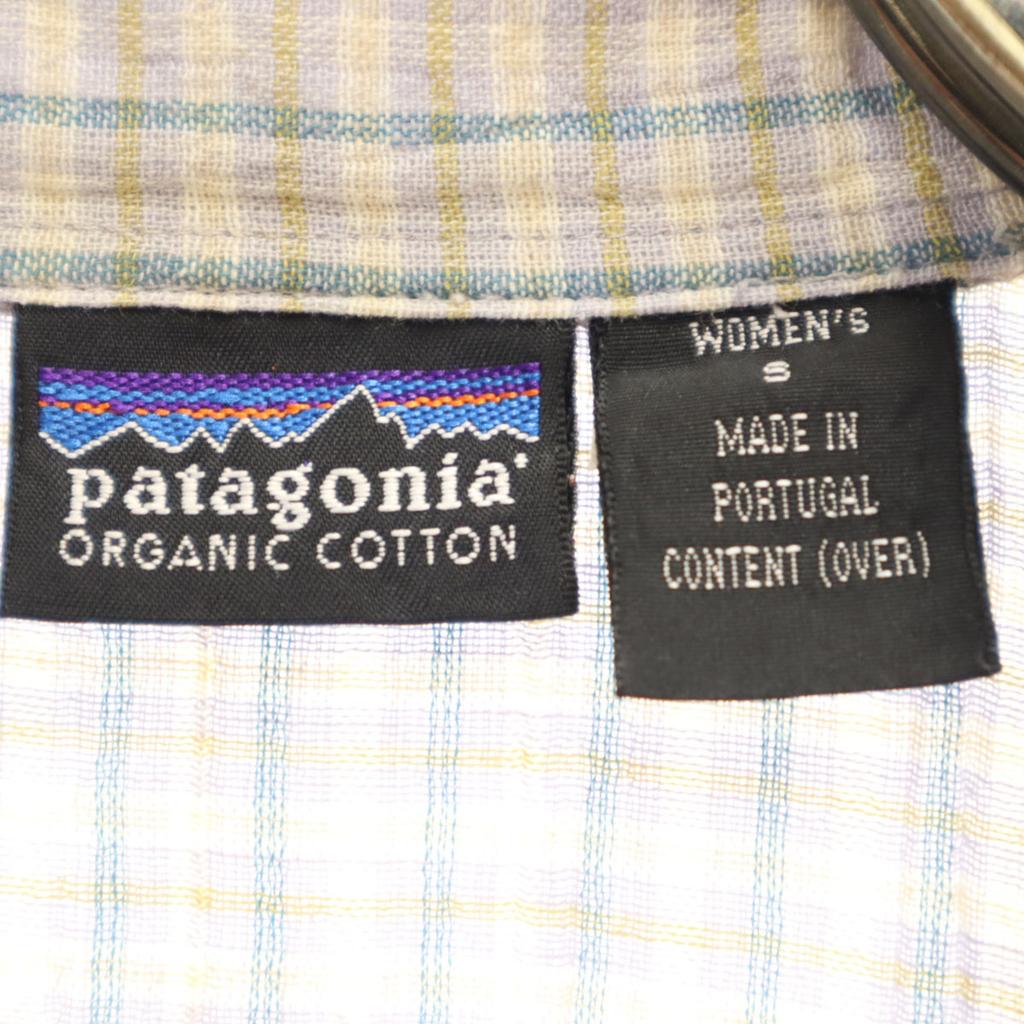 patagonia
ORGANIC COTTON
WOMEN'S
S
MADE IN
PORTUGAL
CONTENT (OVER)